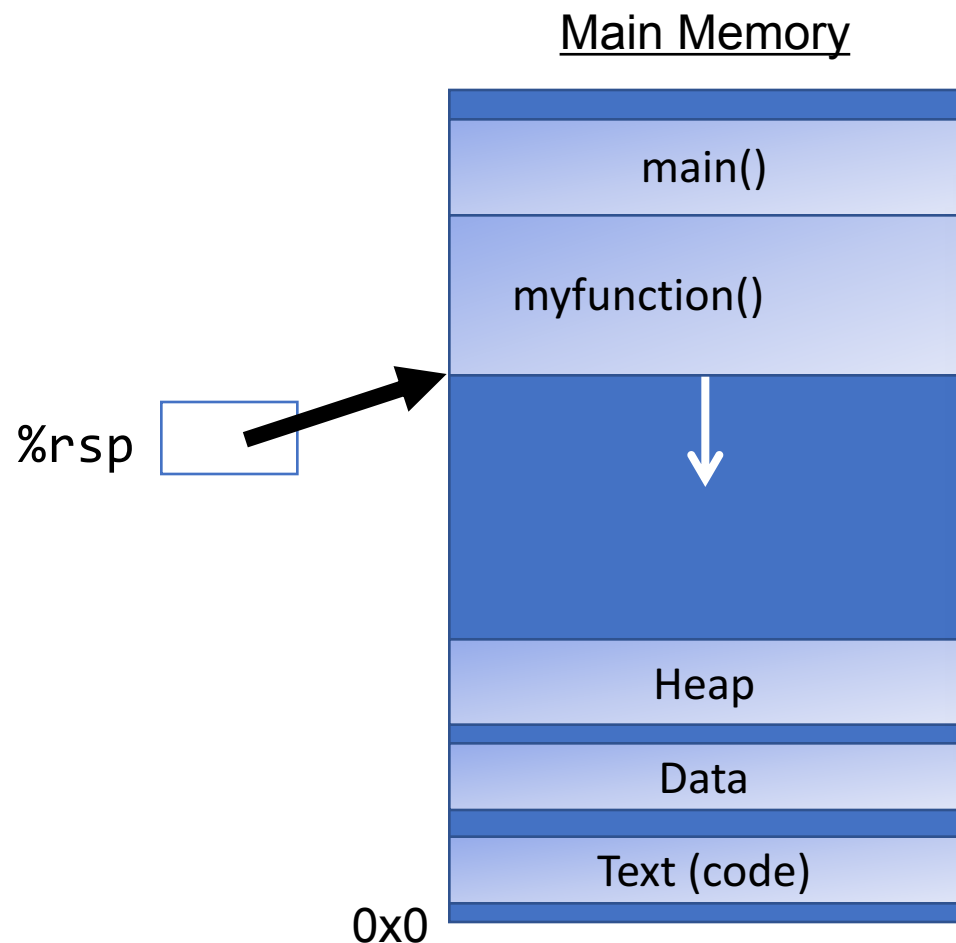 Main Memory
main()
myfunction()
%rsp
Heap
Data
Text (code)
0x0